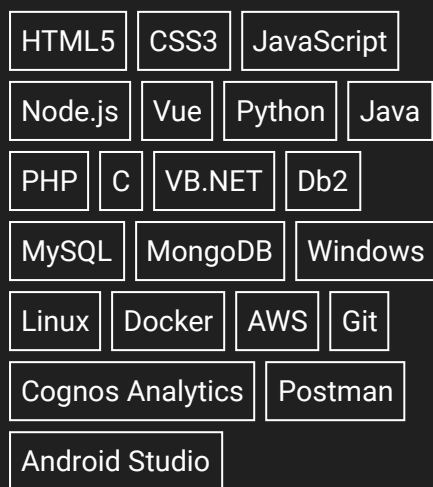 HTML5 CSS3 JavaScript
Node.js Vue Python Java
PHP C VB.NET Db2
MySQL MongoDB Windows
Linux Docker AWS Git
Cognos Analytics Postman
Android Studio